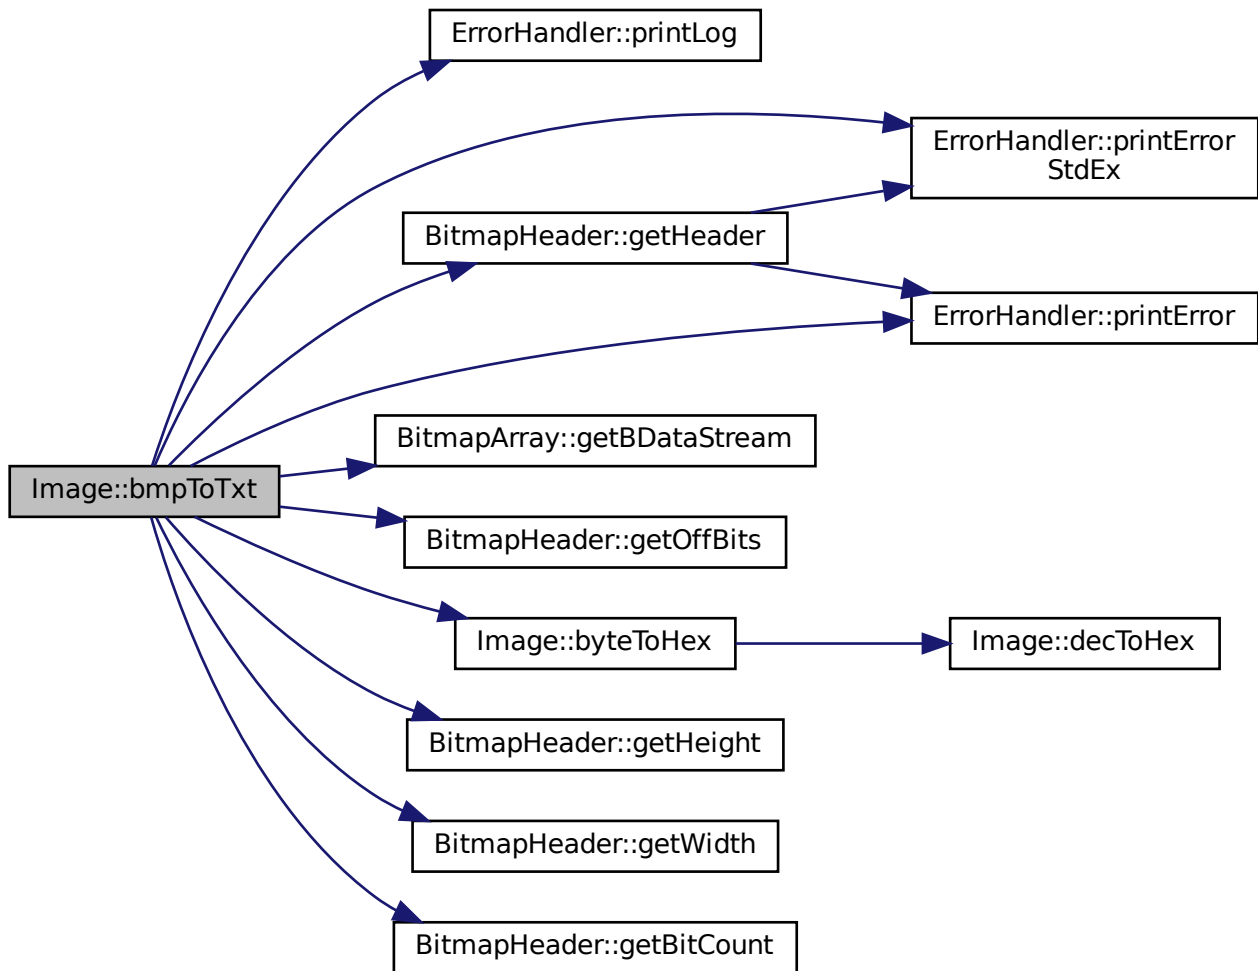 ErrorHandler::printLog
ErrorHandler::printError
StdEx
BitmapHeader::getHeader
ErrorHandler::printError
BitmapArray::getBDataStream
Image::bmpToTxt
BitmapHeader::getOffBits
Image::byteToHex
Image::decToHex
BitmapHeader::getHeight
BitmapHeader::getWidth
BitmapHeader::getBitCount